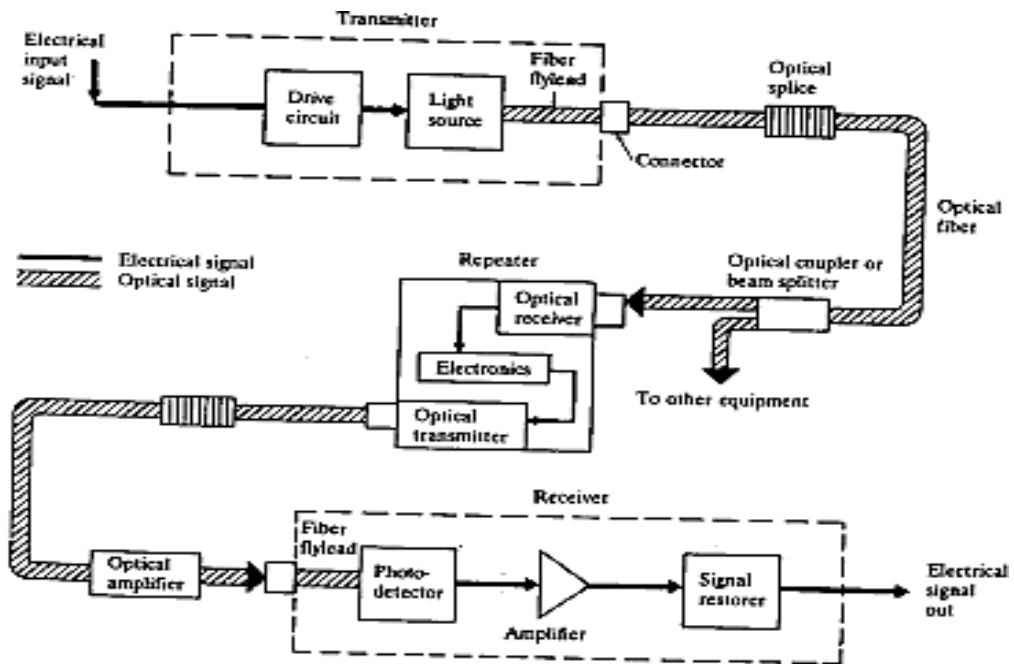 Transmitter
Electrical
input
signal
Drive
circuit
Light
source
Fiber
flylead
Connector
Optical
splice
Optical
fiber
Electrical signal
Optical signal
Repeater
Optical
receiver
Electronics
Optical
transmitter
Optical coupler or
beam splitter
To other equipment
Receiver
Optical
amplifier
Fiber
flylead
Photo-
detector
Amplifier
Signal
restorer
Electrical
signal
out